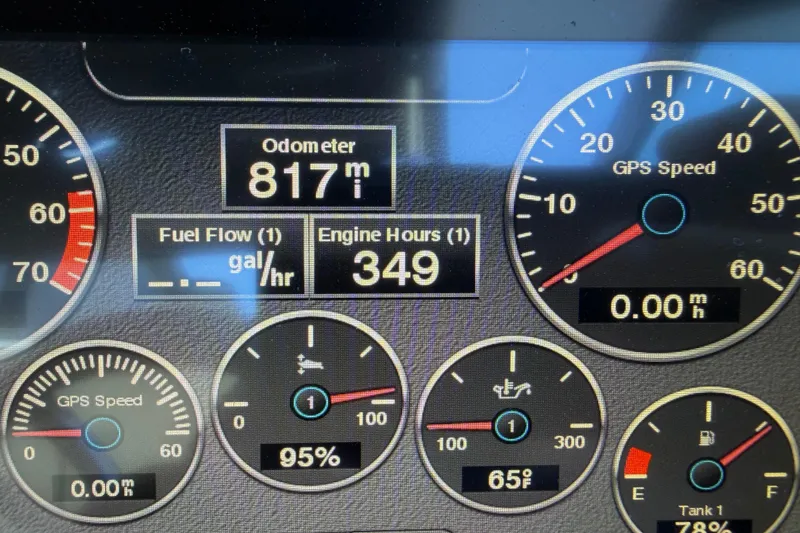 50
60
70
Odometer
817 mi
Fuel Flow (1)
_._ gal/hr
Engine Hours (1)
349
0
10
20
30
40
50
60
GPS Speed
0.00 mh
GPS Speed
0
60
0.00 mh
1
0
100
95%
1
100
300
65°F
E
F
Tank 1
78%